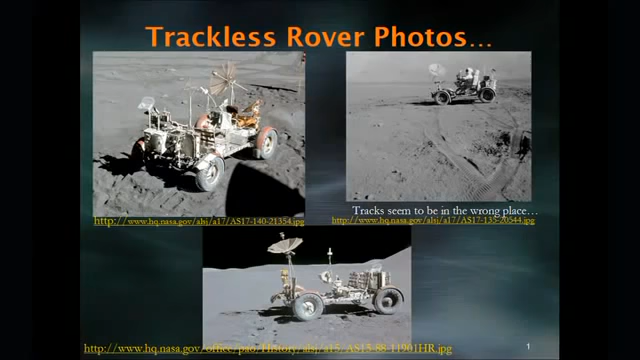 Trackless Rover Photos…
http://www.hq.nasa.gov/alsj/a17/AS17-140-21354.jpg
Tracks seem to be in the wrong place…
http://www.hq.nasa.gov/alsj/a17/AS17-135-20544.jpg
http://www.hq.nasa.gov/office/pao/History/alsj/a15/AS15-88-11901HR.jpg
1